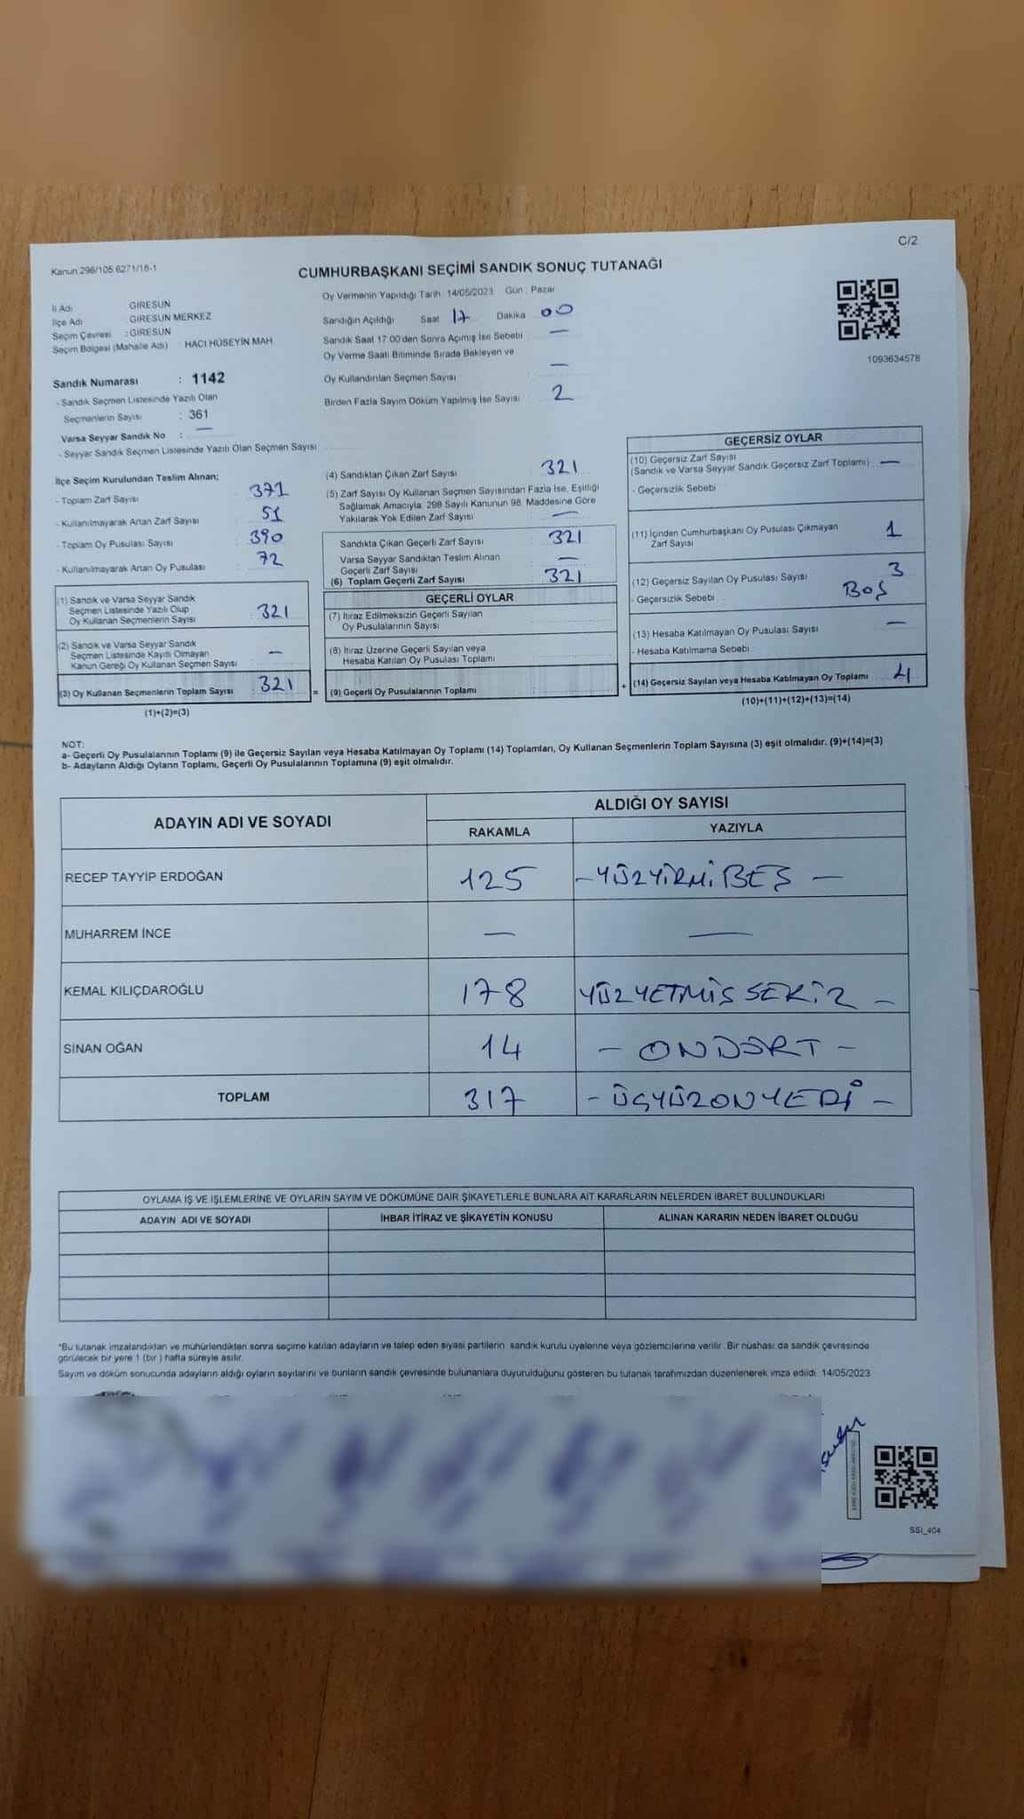 C/2
Kanun 298/105 6271/18-1
CUMHURBAŞKANI SEÇİMİ SANDIK SONUÇ TUTANAĞI
İl Adı GİRESUN
İlçe Adı GİRESUN MERKEZ
Seçim Çevresi : GİRESUN
Seçim Bölgesi (Mahalle Adı) HACI HÜSEYİN MAH
Sandık Numarası : 1142
- Sandık Seçmen Listesinde Yazılı Olan
Seçmenlerin Sayısı : 361
Varsa Seyyar Sandık No : —
- Seyyar Sandık Seçmen Listesinde Yazılı Olan Seçmen Sayısı
Oy Vermenin Yapıldığı Tarih 14/05/2023 Gün : Pazar
Sandığın Açıldığı Saat 17 Dakika 00
Sandık Saat 17.00'den Sonra Açımış İse Sebebi —
Oy Verme Saati Bitiminde Sırada Bekleyen ve
Oy Kullandırılan Seçmen Sayısı —
Birden Fazla Sayım Döküm Yapılmış İse Sayısı 2
1093634578
İlçe Seçim Kurulundan Teslim Alınan;
- Toplam Zarf Sayısı 371
- Kullanılmayarak Artan Zarf Sayısı 51
- Toplam Oy Pusulası Sayısı 390
- Kullanılmayarak Artan Oy Pusulası 72
(1) Sandık ve Varsa Seyyar Sandık
Seçmen Listesinde Yazılı Olup
Oy Kullanan Seçmenlerin Sayısı 321
(2) Sandık ve Varsa Seyyar Sandık
Seçmen Listesinde Kayıtlı Olmayan
Kanun Gereği Oy Kullanan Seçmen Sayısı —
(3) Oy Kullanan Seçmenlerin Toplam Sayısı 321
(1)+(2)=(3)
(4) Sandıktan Çıkan Zarf Sayısı 321
(5) Zarf Sayısı Oy Kullanan Seçmen Sayısından Fazla İse, Eşitliği
Sağlamak Amacıyla, 298 Sayılı Kanunun 98. Maddesine Göre
Yakılarak Yok Edilen Zarf Sayısı —
Sandıkta Çıkan Geçerli Zarf Sayısı 321
Varsa Seyyar Sandıktan Teslim Alınan
Geçerli Zarf Sayısı —
(6) Toplam Geçerli Zarf Sayısı 321
GEÇERLİ OYLAR
(7) İtiraz Edilmeksizin Geçerli Sayılan
Oy Pusulalarının Sayısı
(8) İtiraz Üzerine Geçerli Sayılan veya
Hesaba Katılan Oy Pusulası Toplamı
= (9) Geçerli Oy Pusulalarının Toplamı
GEÇERSİZ OYLAR
(10) Geçersiz Zarf Sayısı
(Sandık ve Varsa Seyyar Sandık Geçersiz Zarf Toplamı) —
- Geçersizlik Sebebi
(11) İçinden Cumhurbaşkanı Oy Pusulası Çıkmayan
Zarf Sayısı 1
(12) Geçersiz Sayılan Oy Pusulası Sayısı 3
- Geçersizlik Sebebi BOŞ
(13) Hesaba Katılmayan Oy Pusulası Sayısı —
- Hesaba Katılmama Sebebi
+ (14) Geçersiz Sayılan veya Hesaba Katılmayan Oy Toplamı 4
(10)+(11)+(12)+(13)=(14)
NOT:
a- Geçerli Oy Pusulalarının Toplamı (9) ile Geçersiz Sayılan veya Hesaba Katılmayan Oy Toplamı (14) Toplamları, Oy Kullanan Seçmenlerin Toplam Sayısına (3) eşit olmalıdır. (9)+(14)=(3)
b- Adayların Aldığı Oyların Toplamı, Geçerli Oy Pusulalarının Toplamına (9) eşit olmalıdır.
ADAYIN ADI VE SOYADI ALDIĞI OY SAYISI
RAKAMLA YAZIYLA
RECEP TAYYİP ERDOĞAN 125 - YÜZYİRMİBEŞ —
MUHARREM İNCE — —
KEMAL KILIÇDAROĞLU 178 YÜZYETMİŞSEKİZ —
SİNAN OĞAN 14 - ONDÖRT -
TOPLAM 317 - ÜÇYÜZONYEDİ -
OYLAMA İŞ VE İŞLEMLERİNE VE OYLARIN SAYIM VE DÖKÜMÜNE DAİR ŞİKAYETLERLE BUNLARA AİT KARARLARIN NELERDEN İBARET BULUNDUKLARI
ADAYIN ADI VE SOYADI İHBAR İTİRAZ VE ŞİKAYETİN KONUSU ALINAN KARARIN NEDEN İBARET OLDUĞU
*Bu tutanak imzalandıktan ve mühürlendikten sonra seçime katılan adayların ve talep eden siyasi partilerin sandık kurulu üyelerine veya gözlemcilerine verilir. Bir nüshası da sandık çevresinde
görülecek bir yere 1 (bir ) hafta süreyle asılır.
Sayım ve döküm sonucunda adayların aldığı oyların sayılarını ve bunların sandık çevresinde bulunanlara duyurulduğunu gösteren bu tutanak tarafımızdan düzenlenerek imza edildi. 14/05/2023
SSI_404